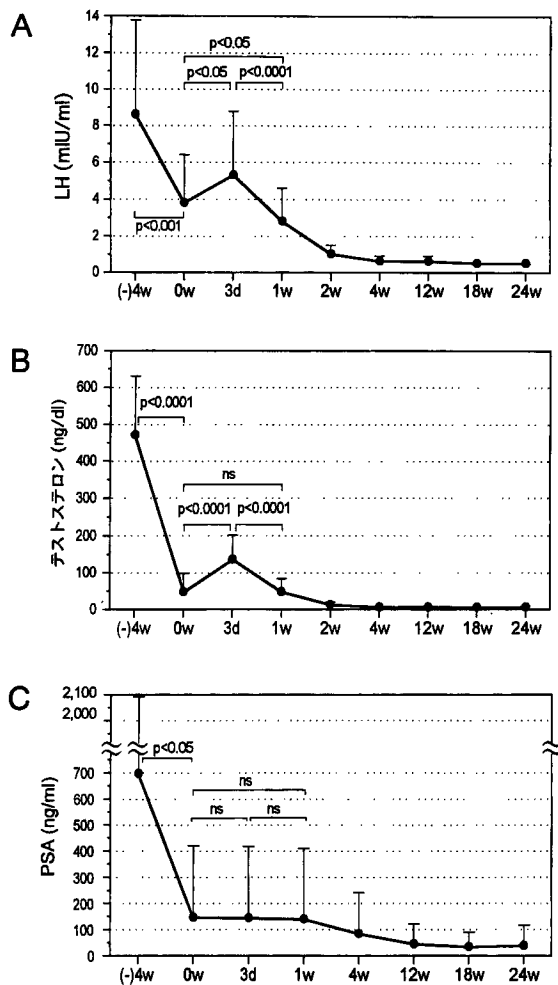 A
LH (mIU/ml)
14
12
10
8
6
4
2
0
p<0.05
p<0.05 p<0.0001
p<0.001
(-)4w 0w 3d 1w 2w 4w 12w 18w 24w
B
テストステロン (ng/dl)
700
600
500
400
300
200
100
0
p<0.0001
ns
p<0.0001 p<0.0001
(-)4w 0w 3d 1w 2w 4w 12w 18w 24w
C
PSA (ng/ml)
2,100
2,000
700
600
500
400
300
200
100
0
p<0.05
ns
ns ns
(-)4w 0w 3d 1w 4w 12w 18w 24w